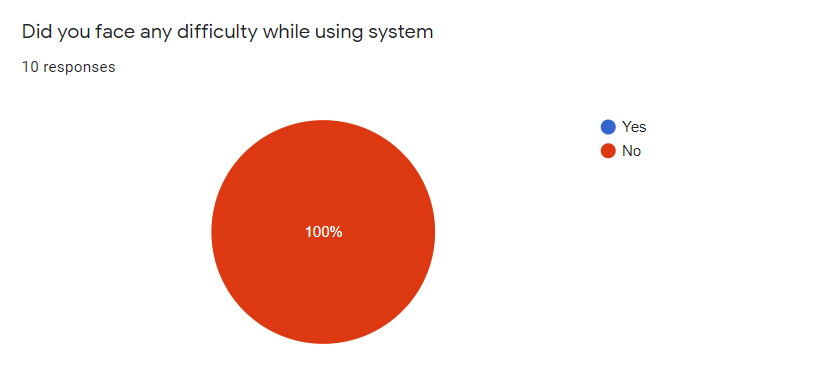 Did you face any difficulty while using system
10 responses
Yes
No
100%